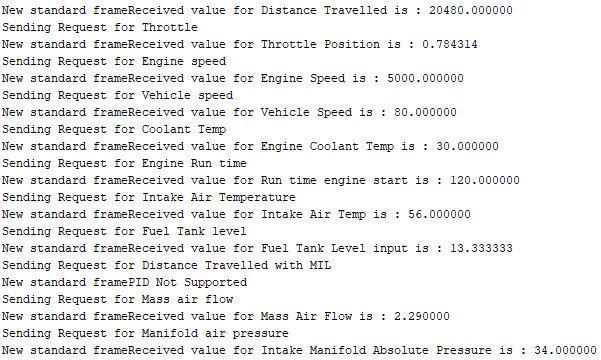 New standard frameReceived value for Distance Travelled is : 20480.000000
Sending Request for Throttle
New standard frameReceived value for Throttle Position is : 0.784314
Sending Request for Engine speed
New standard frameReceived value for Engine Speed is : 5000.000000
Sending Request for Vehicle speed
New standard frameReceived value for Vehicle Speed is : 80.000000
Sending Request for Coolant Temp
New standard frameReceived value for Engine Coolant Temp is : 30.000000
Sending Request for Engine Run time
New standard frameReceived value for Run time engine start is : 120.000000
Sending Request for Intake Air Temperature
New standard frameReceived value for Intake Air Temp is : 56.000000
Sending Request for Fuel Tank level
New standard frameReceived value for Fuel Tank Level input is : 13.333333
Sending Request for Distance Travelled with MIL
New standard framePID Not Supported
Sending Request for Mass air flow
New standard frameReceived value for Mass Air Flow is : 2.290000
Sending Request for Manifold air pressure
New standard frameReceived value for Intake Manifold Absolute Pressure is : 34.000000